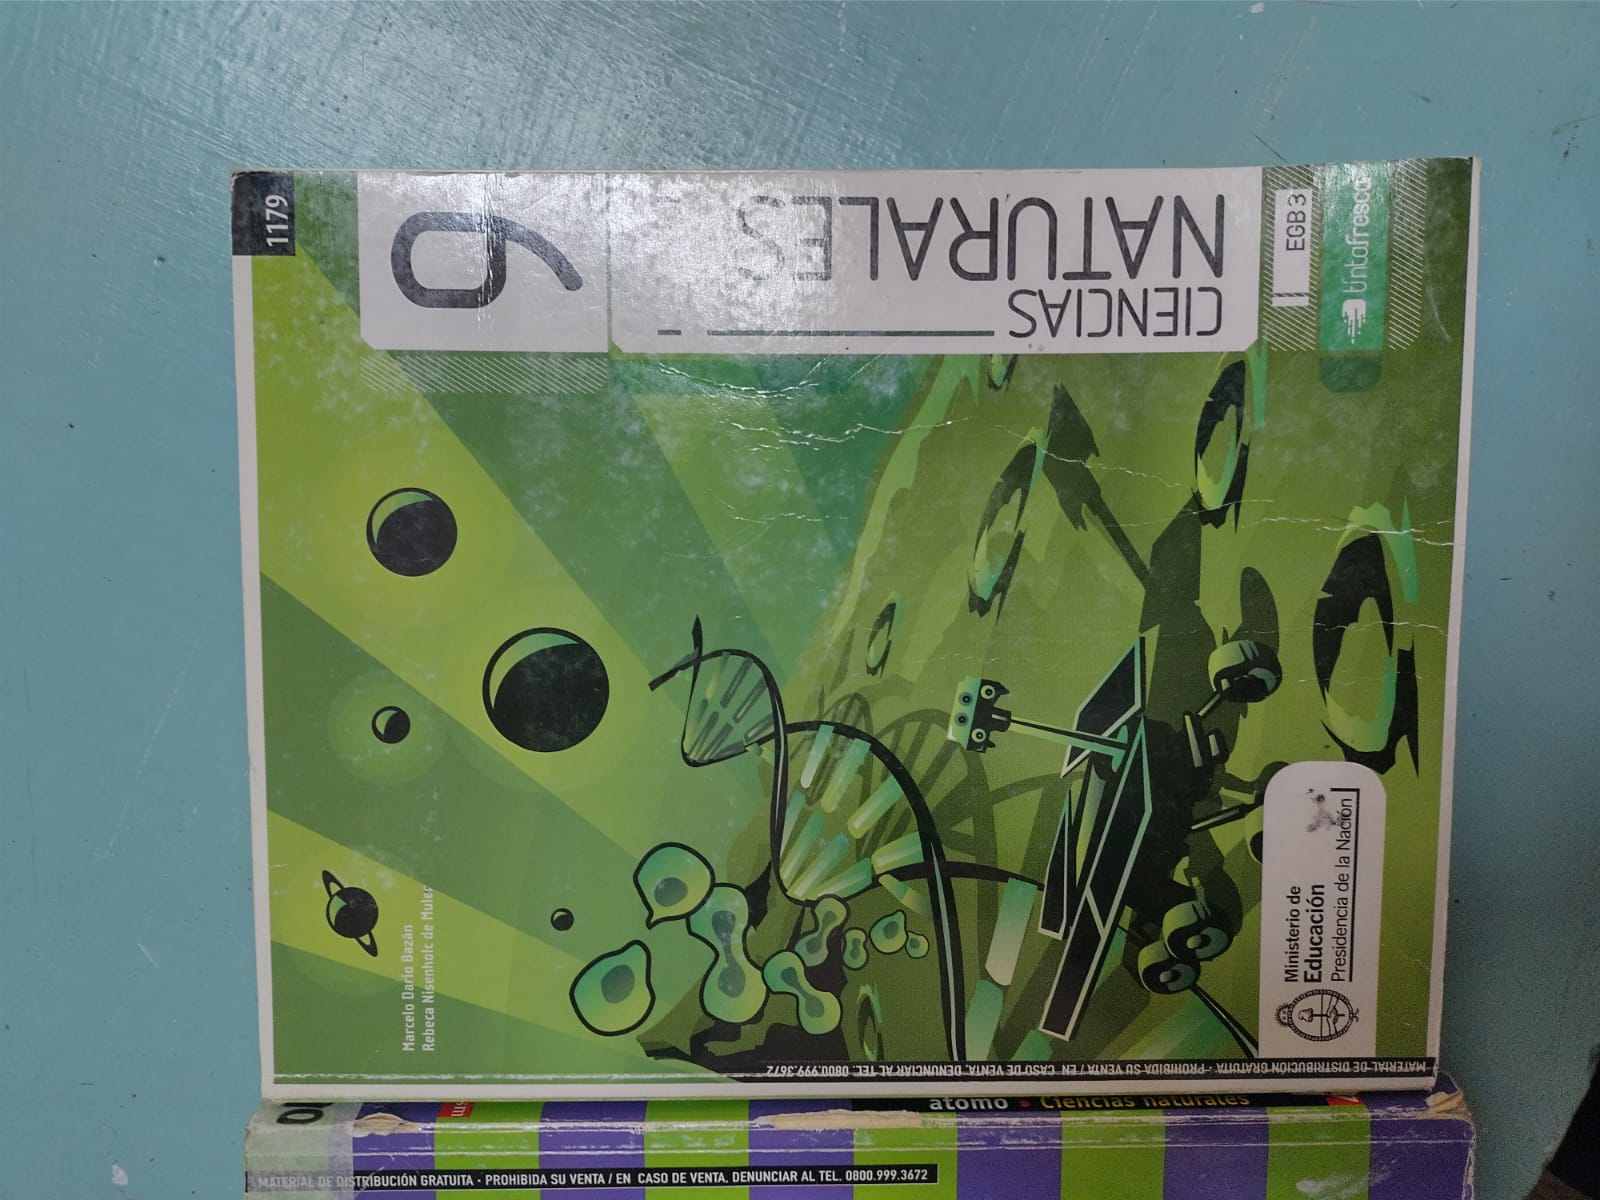 1179
9
CIENCIAS
NATURALES
EGB 3
tintafresca
Marcelo Darío Bazán
Rebeca Nisenholc de Muler
Ministerio de
Educación
Presidencia de la Nación
MATERIAL DE DISTRIBUCIÓN GRATUITA · PROHIBIDA SU VENTA / EN CASO DE VENTA, DENUNCIAR AL TEL. 0800.999.3672
sm
átomo • Ciencias naturales
MATERIAL DE DISTRIBUCIÓN GRATUITA · PROHIBIDA SU VENTA / EN CASO DE VENTA, DENUNCIAR AL TEL. 0800.999.3672